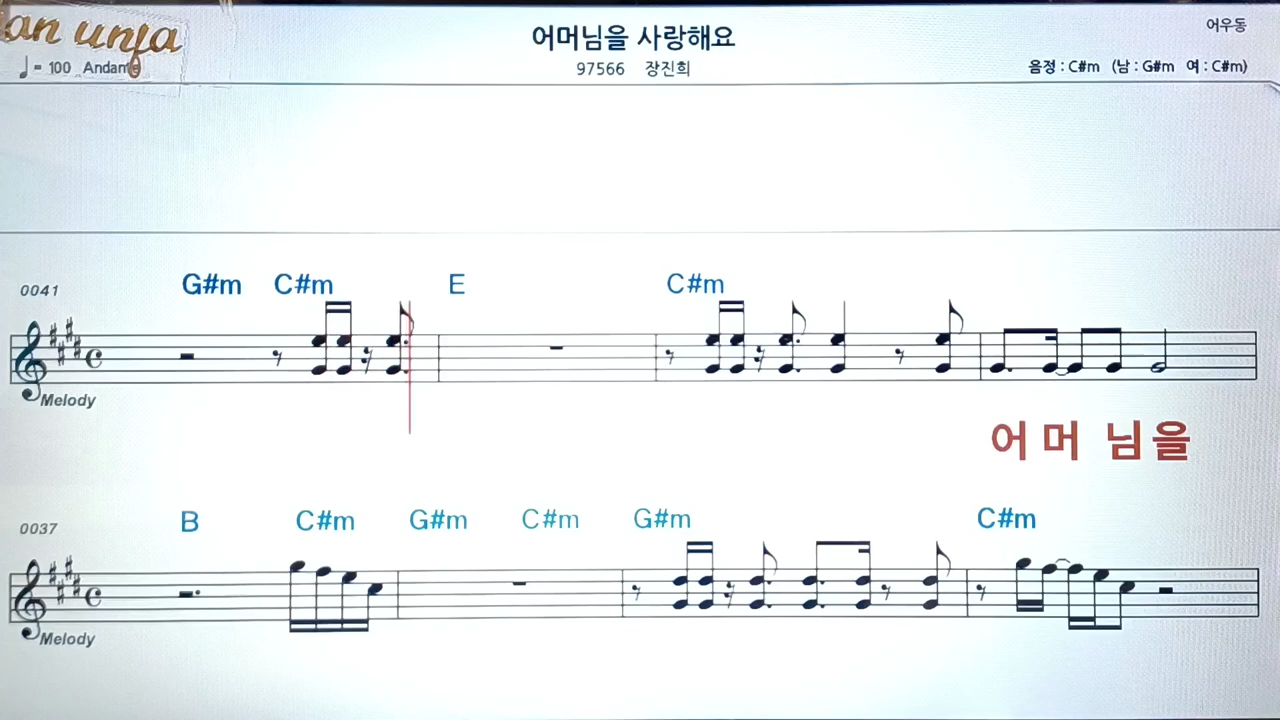 an unfa
어머님을 사랑해요
어우동
♩= 100 Andante
97566 장진희
음정 : C#m (남 : G#m 여 : C#m)
0041 G#m C#m E C#m
Melody
어 머 님 을
0037 B C#m G#m C#m G#m C#m
Melody